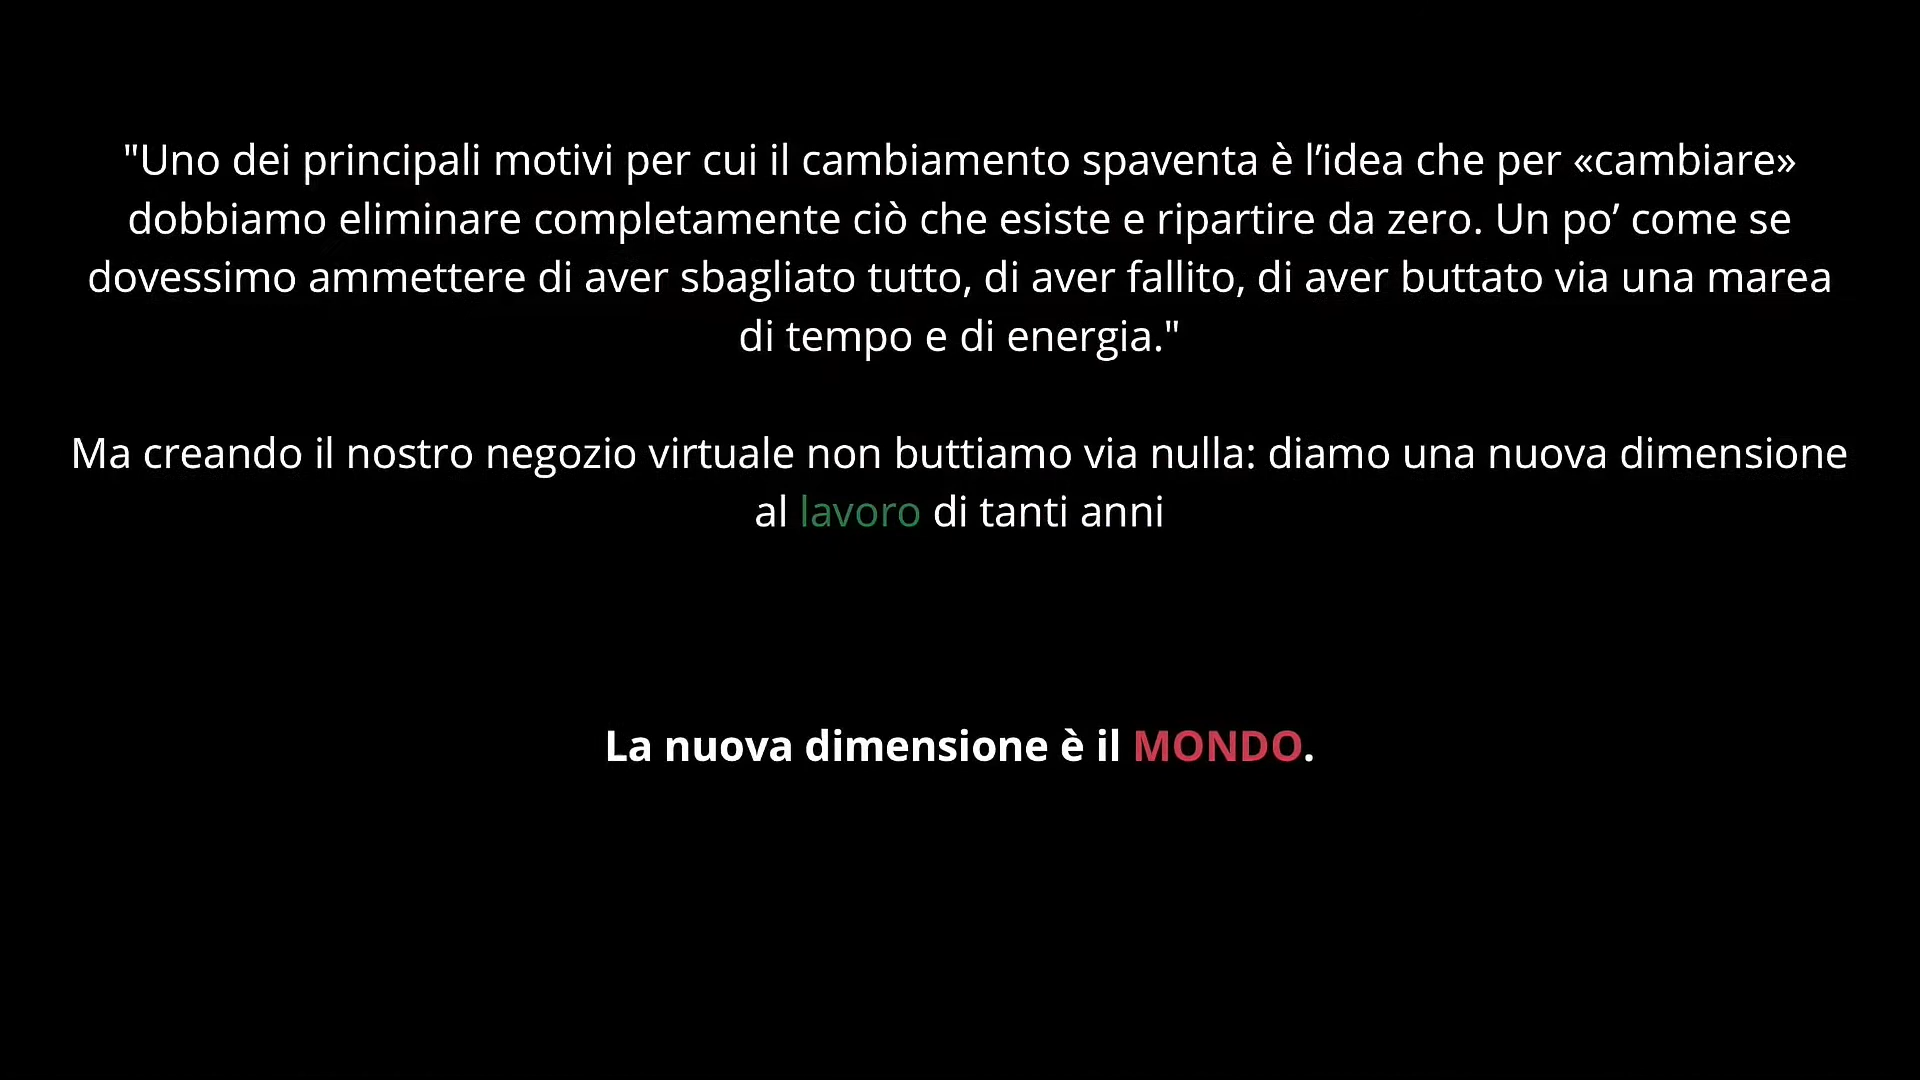 "Uno dei principali motivi per cui il cambiamento spaventa è l’idea che per «cambiare»
dobbiamo eliminare completamente ciò che esiste e ripartire da zero. Un po’ come se
dovessimo ammettere di aver sbagliato tutto, di aver fallito, di aver buttato via una marea
di tempo e di energia."
Ma creando il nostro negozio virtuale non buttiamo via nulla: diamo una nuova dimensione
al lavoro di tanti anni
La nuova dimensione è il MONDO.